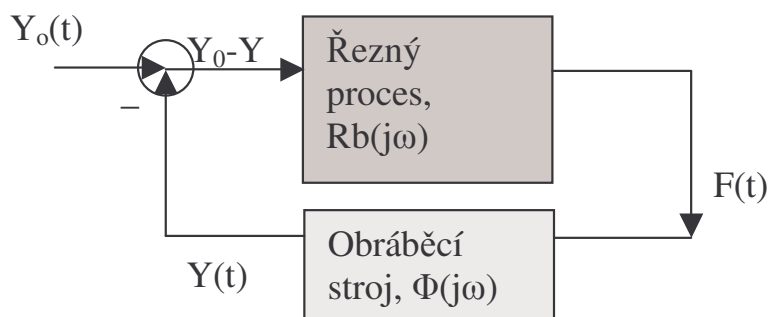 Yₒ(t)
Y₀-Y
–
Řezný
proces,
Rb(jω)
F(t)
Obráběcí
stroj, Φ(jω)
Y(t)